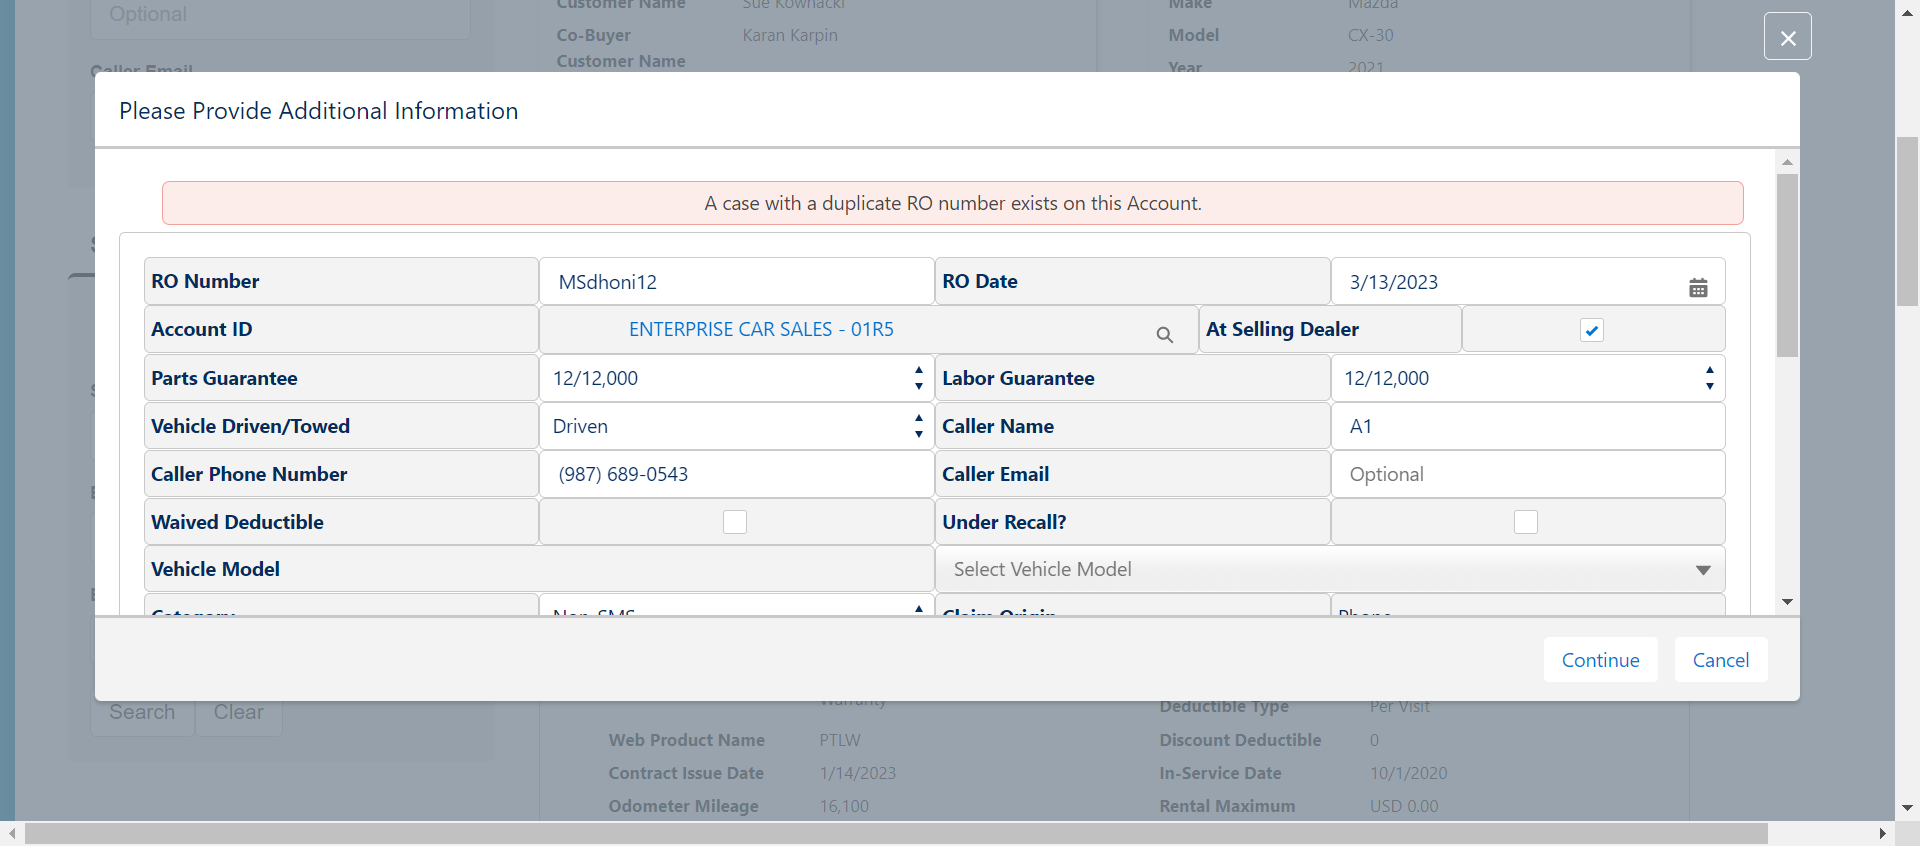 Optional
Customer Name Sue Kownacki Make Mazda
Co-Buyer Karan Karpin Model CX-30
Customer Name
Caller Email Year 2021
Please Provide Additional Information
A case with a duplicate RO number exists on this Account.
RO Number MSdhoni12 RO Date 3/13/2023
Account ID ENTERPRISE CAR SALES - 01R5 At Selling Dealer
Parts Guarantee 12/12,000 Labor Guarantee 12/12,000
Vehicle Driven/Towed Driven Caller Name A1
Caller Phone Number (987) 689-0543 Caller Email Optional
Waived Deductible Under Recall?
Vehicle Model Select Vehicle Model
Category Non-SMS Claim Origin Phone
Continue Cancel
Search Clear Warranty Deductible Type Per Visit
Web Product Name PTLW Discount Deductible 0
Contract Issue Date 1/14/2023 In-Service Date 10/1/2020
Odometer Mileage 16,100 Rental Maximum USD 0.00